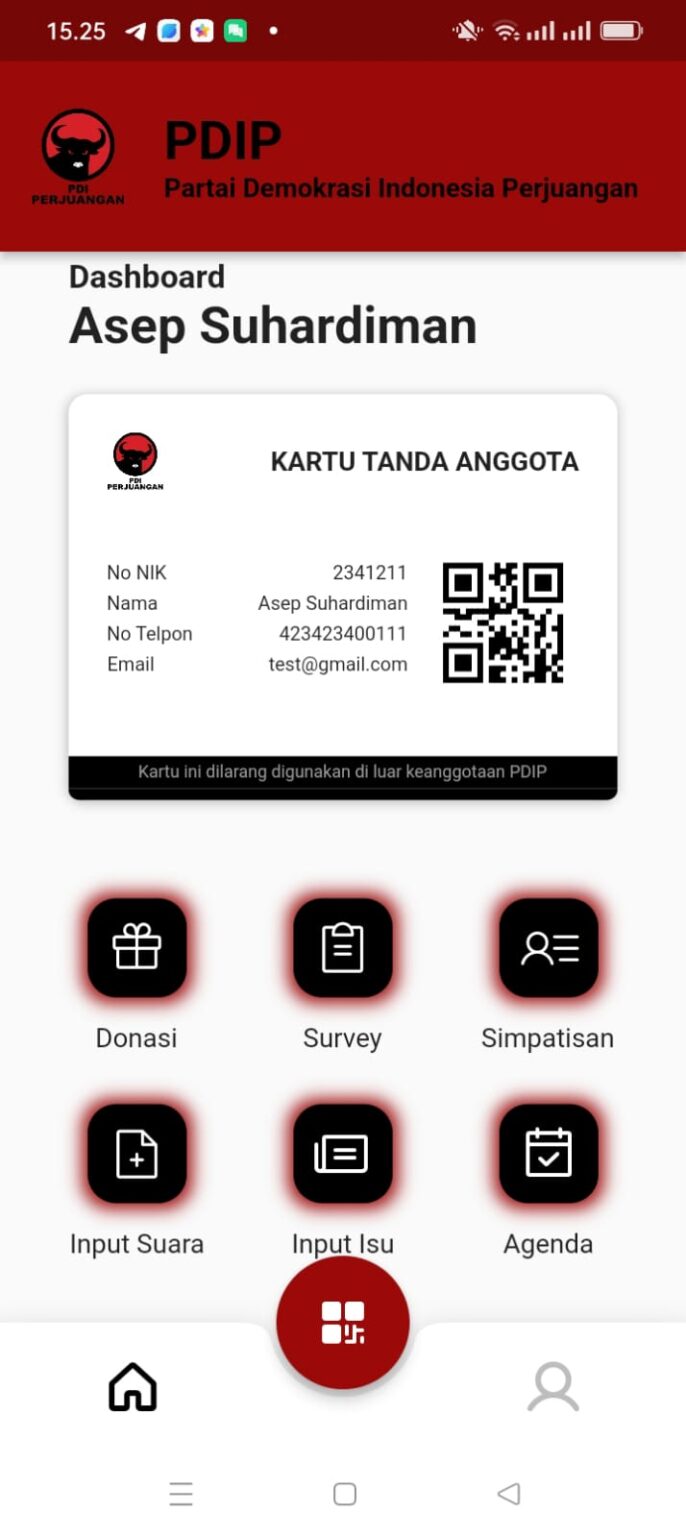 15.25
PDIP
Partai Demokrasi Indonesia Perjuangan
PDI
PERJUANGAN
Dashboard
Asep Suhardiman
PDI
PERJUANGAN
KARTU TANDA ANGGOTA
No NIK 2341211
Nama Asep Suhardiman
No Telpon 423423400111
Email test@gmail.com
Kartu ini dilarang digunakan di luar keanggotaan PDIP
Donasi Survey Simpatisan
Input Suara Input Isu Agenda